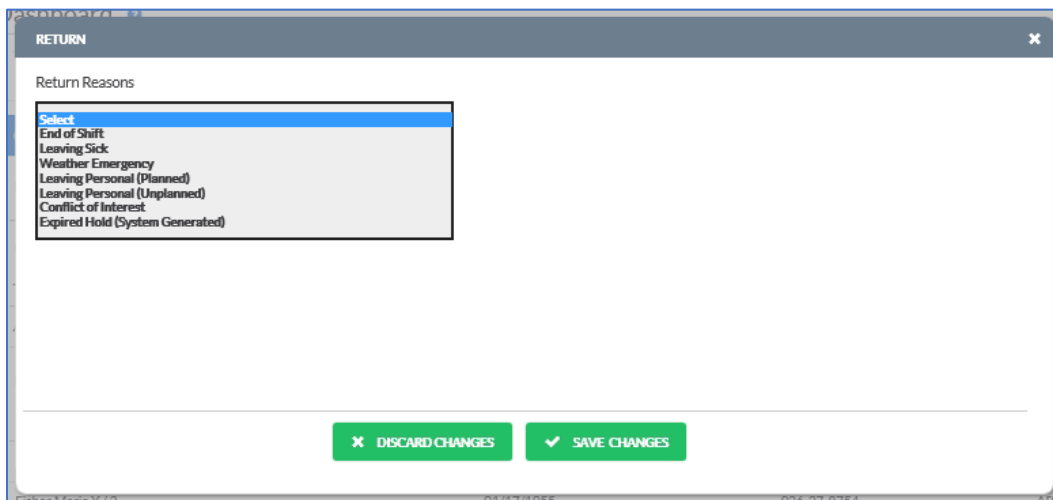 Dashboard ?
RETURN
Return Reasons
Select
End of Shift
Leaving Sick
Weather Emergency
Leaving Personal (Planned)
Leaving Personal (Unplanned)
Conflict of Interest
Expired Hold (System Generated)
DISCARD CHANGES SAVE CHANGES